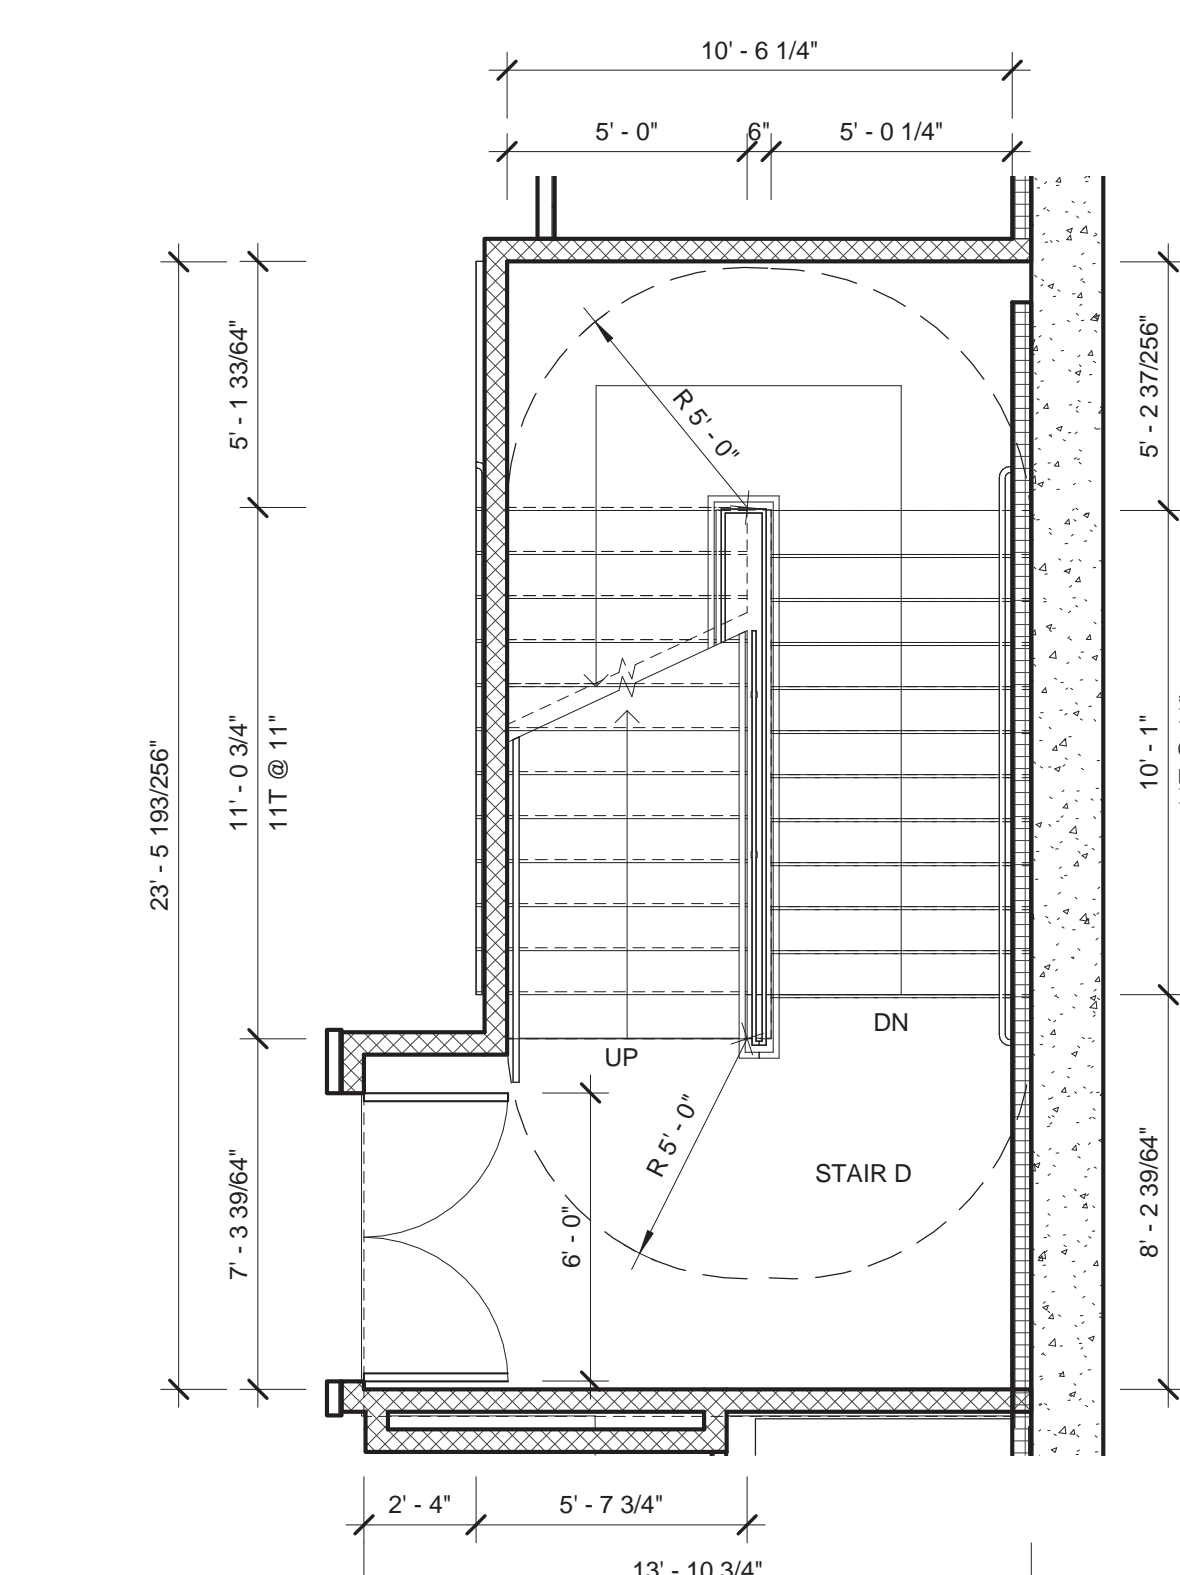 10' - 6 1/4"
5' - 0"
6"
5' - 0 1/4"
5' - 1 33/64"
5' - 2 37/256"
R 5' - 0"
23' - 5 193/256"
11' - 0 3/4"
11T @ 11"
10' - 1"
DN
UP
R 5' - 0"
STAIR D
7' - 3 39/64"
6' - 0"
8' - 2 39/64"
2' - 4"
5' - 7 3/4"
13' - 10 3/4"